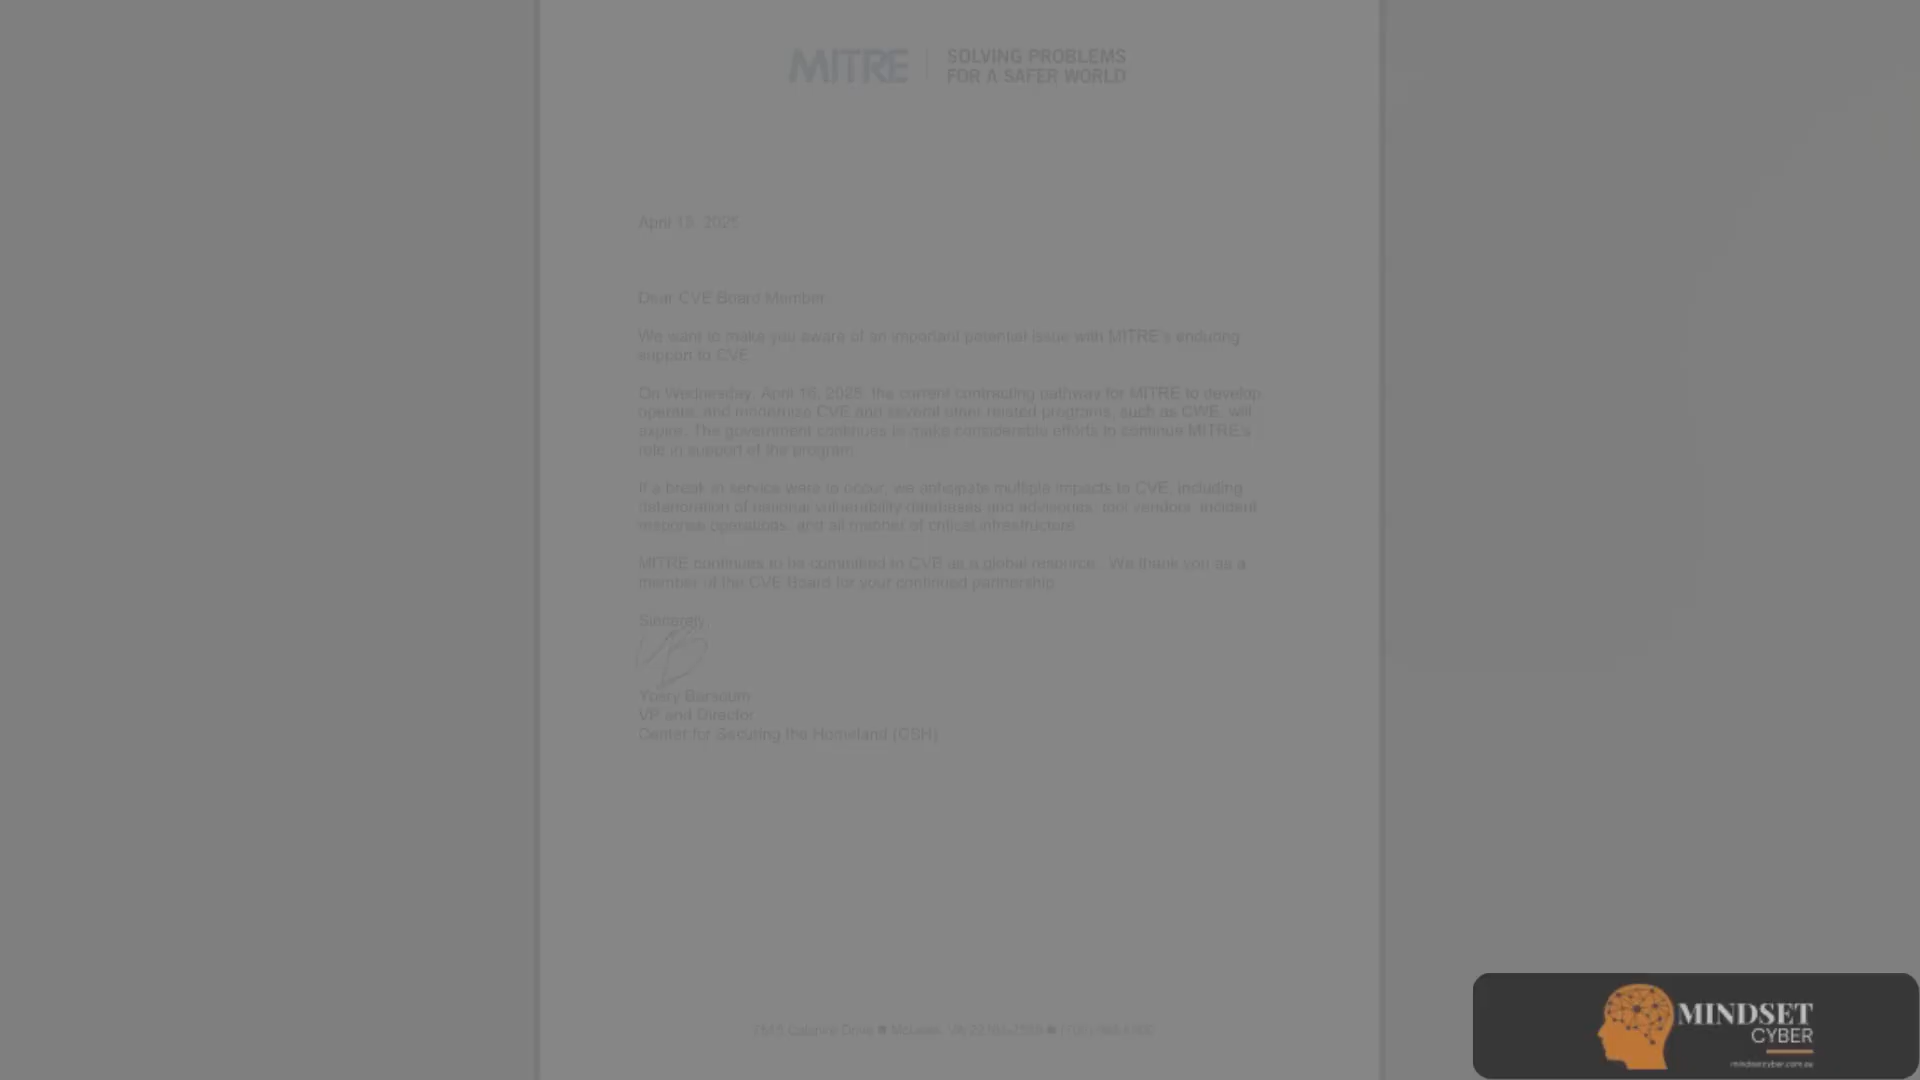 MITRE
SOLVING PROBLEMS
FOR A SAFER WORLD
April 2025
Dear CVE Board Member,
We want to make you aware of an important potential issue with MITRE's enduring
support to CVE.
On Wednesday, April 16, 2025, the current contracting pathway for MITRE to develop,
operate, and modernize CVE and several other related programs, such as CWE, will
expire. The government continues to make considerable efforts to continue MITRE's
role in support of the program.
If a break in service were to occur, we anticipate multiple impacts to CVE, including
deterioration of national vulnerability databases and advisories, tool vendors, incident
response operations, and all manner of critical infrastructure.
MITRE continues to be committed to CVE as a global resource. We thank you as a
member of the CVE Board for your continued partnership.
Sincerely,
Yosry Barsoum
VP and Director
Center for Securing the Homeland (CSH)
MINDSET
CYBER
mindsetcyber.com.au